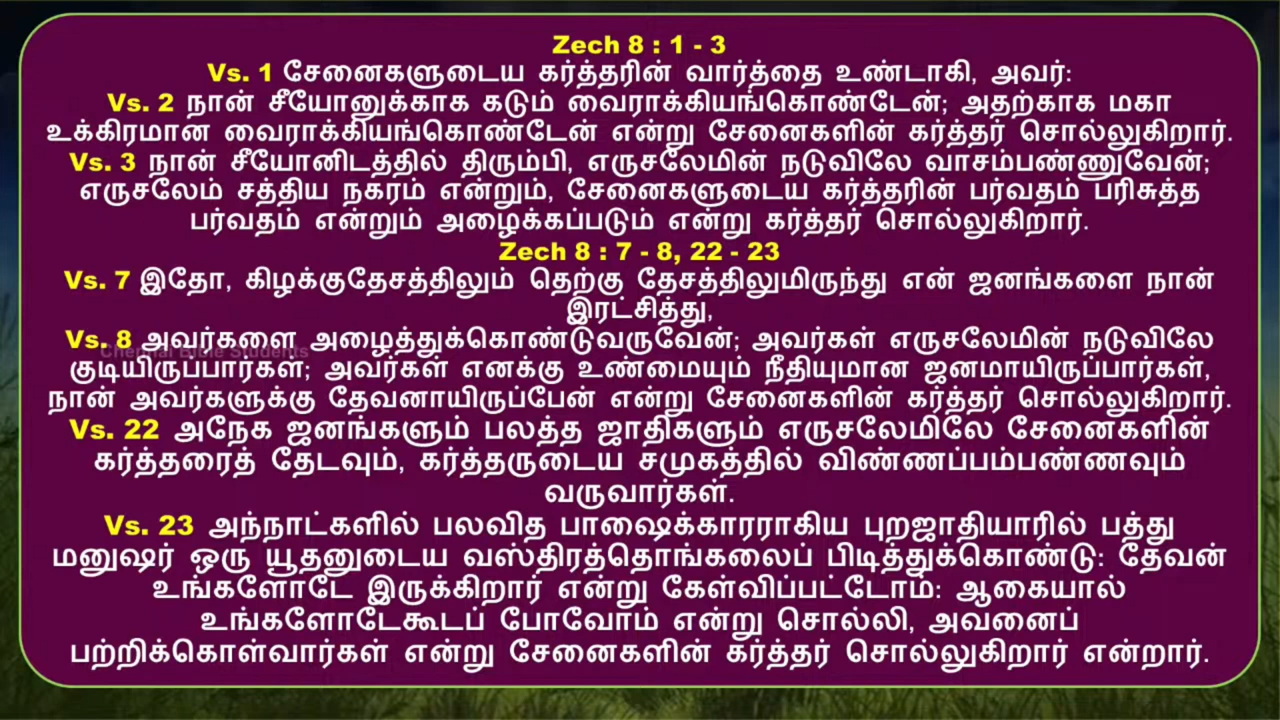 Zech 8 : 1 - 3
Vs. 1 சேனைகளுடைய கர்த்தரின் வார்த்தை உண்டாகி, அவர்:
Vs. 2 நான் சீயோனுக்காக கடும் வைராக்கியங்கொண்டேன்; அதற்காக மகா
உக்கிரமான வைராக்கியங்கொண்டேன் என்று சேனைகளின் கர்த்தர் சொல்லுகிறார்.
Vs. 3 நான் சீயோனிடத்தில் திரும்பி, எருசலேமின் நடுவிலே வாசம்பண்ணுவேன்;
எருசலேம் சத்திய நகரம் என்றும், சேனைகளுடைய கர்த்தரின் பர்வதம் பரிசுத்த
பர்வதம் என்றும் அழைக்கப்படும் என்று கர்த்தர் சொல்லுகிறார்.
Zech 8 : 7 - 8, 22 - 23
Vs. 7 இதோ, கிழக்குதேசத்திலும் தெற்கு தேசத்திலுமிருந்து என் ஜனங்களை நான்
இரட்சித்து,
Vs. 8 அவர்களை அழைத்துக்கொண்டுவருவேன்; அவர்கள் எருசலேமின் நடுவிலே
Chennai Bible Students
குடியிருப்பார்கள்; அவர்கள் எனக்கு உண்மையும் நீதியுமான ஜனமாயிருப்பார்கள்,
நான் அவர்களுக்கு தேவனாயிருப்பேன் என்று சேனைகளின் கர்த்தர் சொல்லுகிறார்.
Vs. 22 அநேக ஜனங்களும் பலத்த ஜாதிகளும் எருசலேமிலே சேனைகளின்
கர்த்தரைத் தேடவும், கர்த்தருடைய சமுகத்தில் விண்ணப்பம்பண்ணவும்
வருவார்கள்.
Vs. 23 அந்நாட்களில் பலவித பாஷைக்காரராகிய புறஜாதியாரில் பத்து
மனுஷர் ஒரு யூதனுடைய வஸ்திரத்தொங்கலைப் பிடித்துக்கொண்டு: தேவன்
உங்களோடே இருக்கிறார் என்று கேள்விப்பட்டோம்: ஆகையால்
உங்களோடேகூடப் போவோம் என்று சொல்லி, அவனைப்
பற்றிக்கொள்வார்கள் என்று சேனைகளின் கர்த்தர் சொல்லுகிறார் என்றார்.